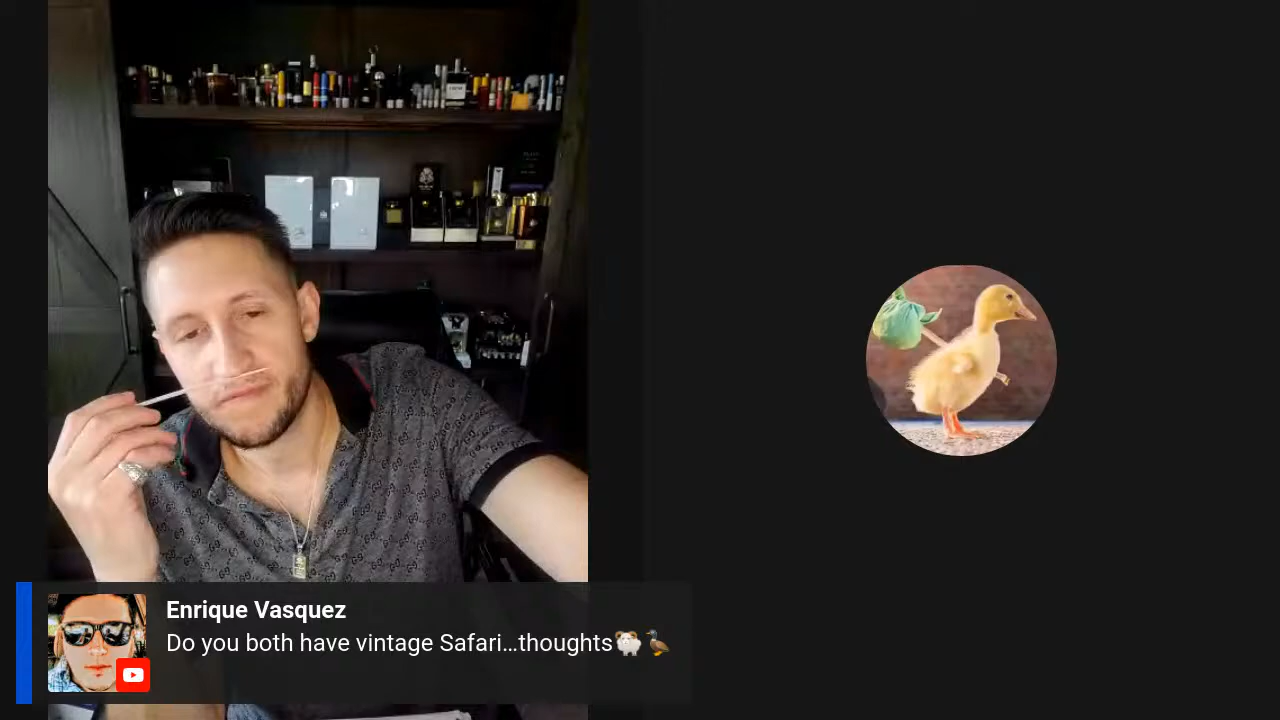 Enrique Vasquez
Do you both have vintage Safari…thoughts🐏🦆